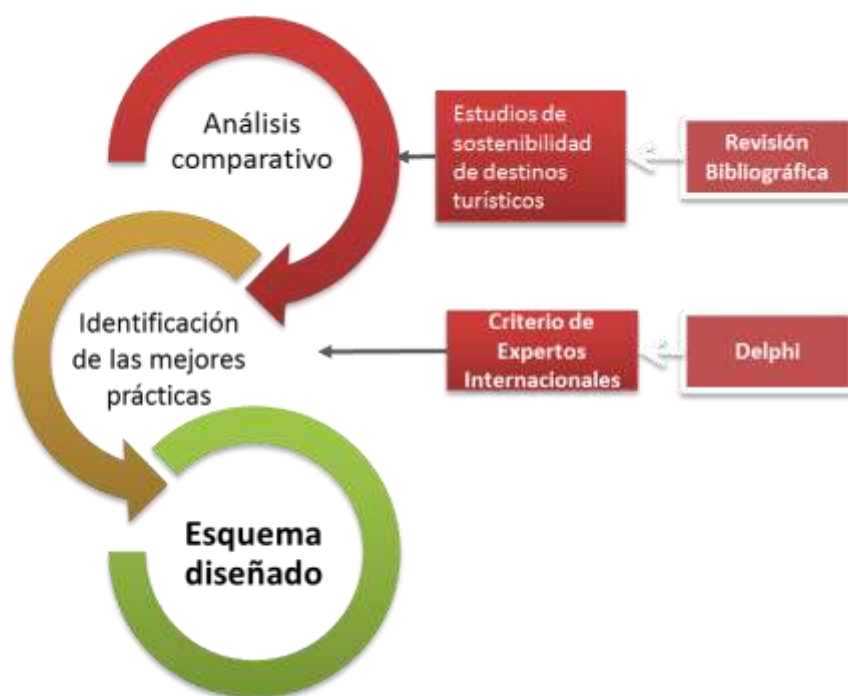 Análisis
comparativo
Estudios de
sostenibilidad
de destinos
turísticos
Revisión
Bibliográfica
Identificación
de las mejores
prácticas
Criterio de
Expertos
Internacionales
Delphi
Esquema
diseñado